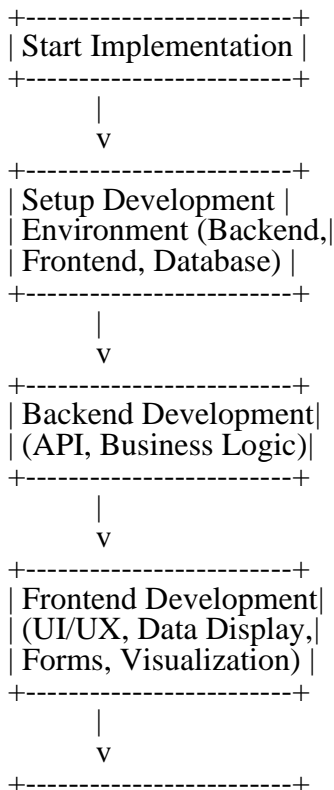 +--------------------------+
| Start Implementation |
+--------------------------+
|
v
+--------------------------+
| Setup Development |
| Environment (Backend,|
| Frontend, Database) |
+--------------------------+
|
v
+--------------------------+
| Backend Development|
| (API, Business Logic)|
+--------------------------+
|
v
+--------------------------+
| Frontend Development|
| (UI/UX, Data Display,|
| Forms, Visualization) |
+--------------------------+
|
v
+--------------------------+